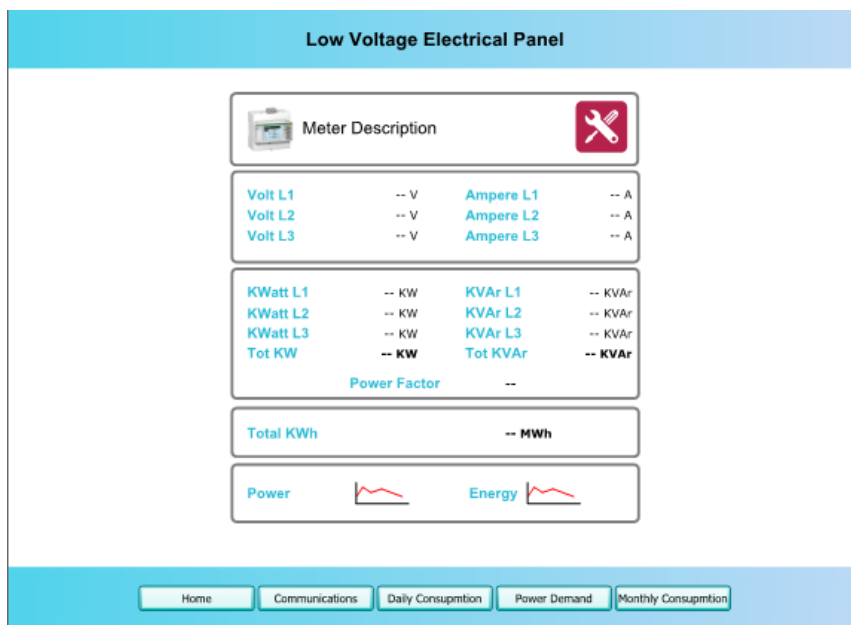 Low Voltage Electrical Panel
Meter Description
Volt L1 -- V Ampere L1 -- A
Volt L2 -- V Ampere L2 -- A
Volt L3 -- V Ampere L3 -- A
KWatt L1 -- KW KVAr L1 -- KVAr
KWatt L2 -- KW KVAr L2 -- KVAr
KWatt L3 -- KW KVAr L3 -- KVAr
Tot KW -- KW Tot KVAr -- KVAr
Power Factor --
Total KWh -- MWh
Power Energy
Home Communications Daily Consupmtion Power Demand Monthly Consupmtion